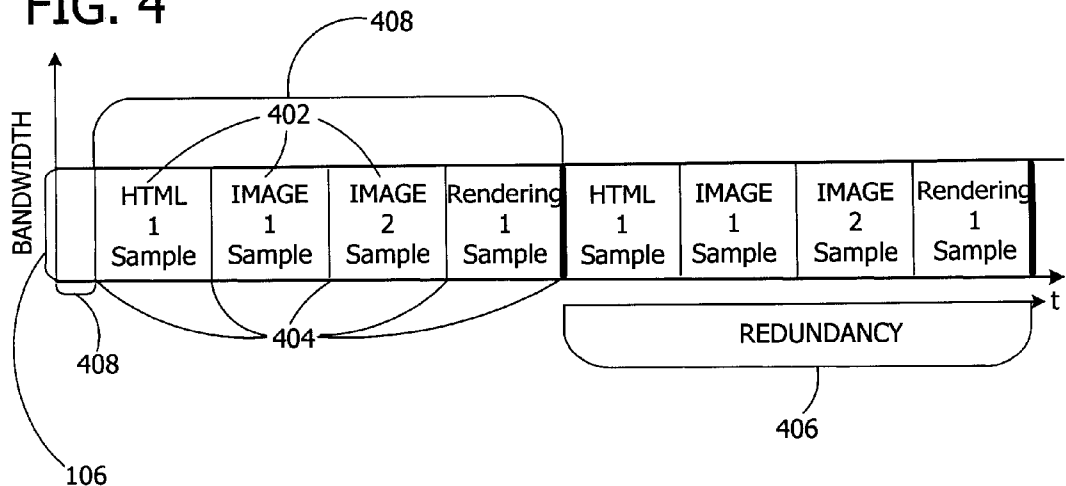 FIG. 4
408
402
BANDWIDTH
HTML
1
Sample
IMAGE
1
Sample
IMAGE
2
Sample
Rendering
1
Sample
HTML
1
Sample
IMAGE
1
Sample
IMAGE
2
Sample
Rendering
1
Sample
t
408
404
REDUNDANCY
406
106